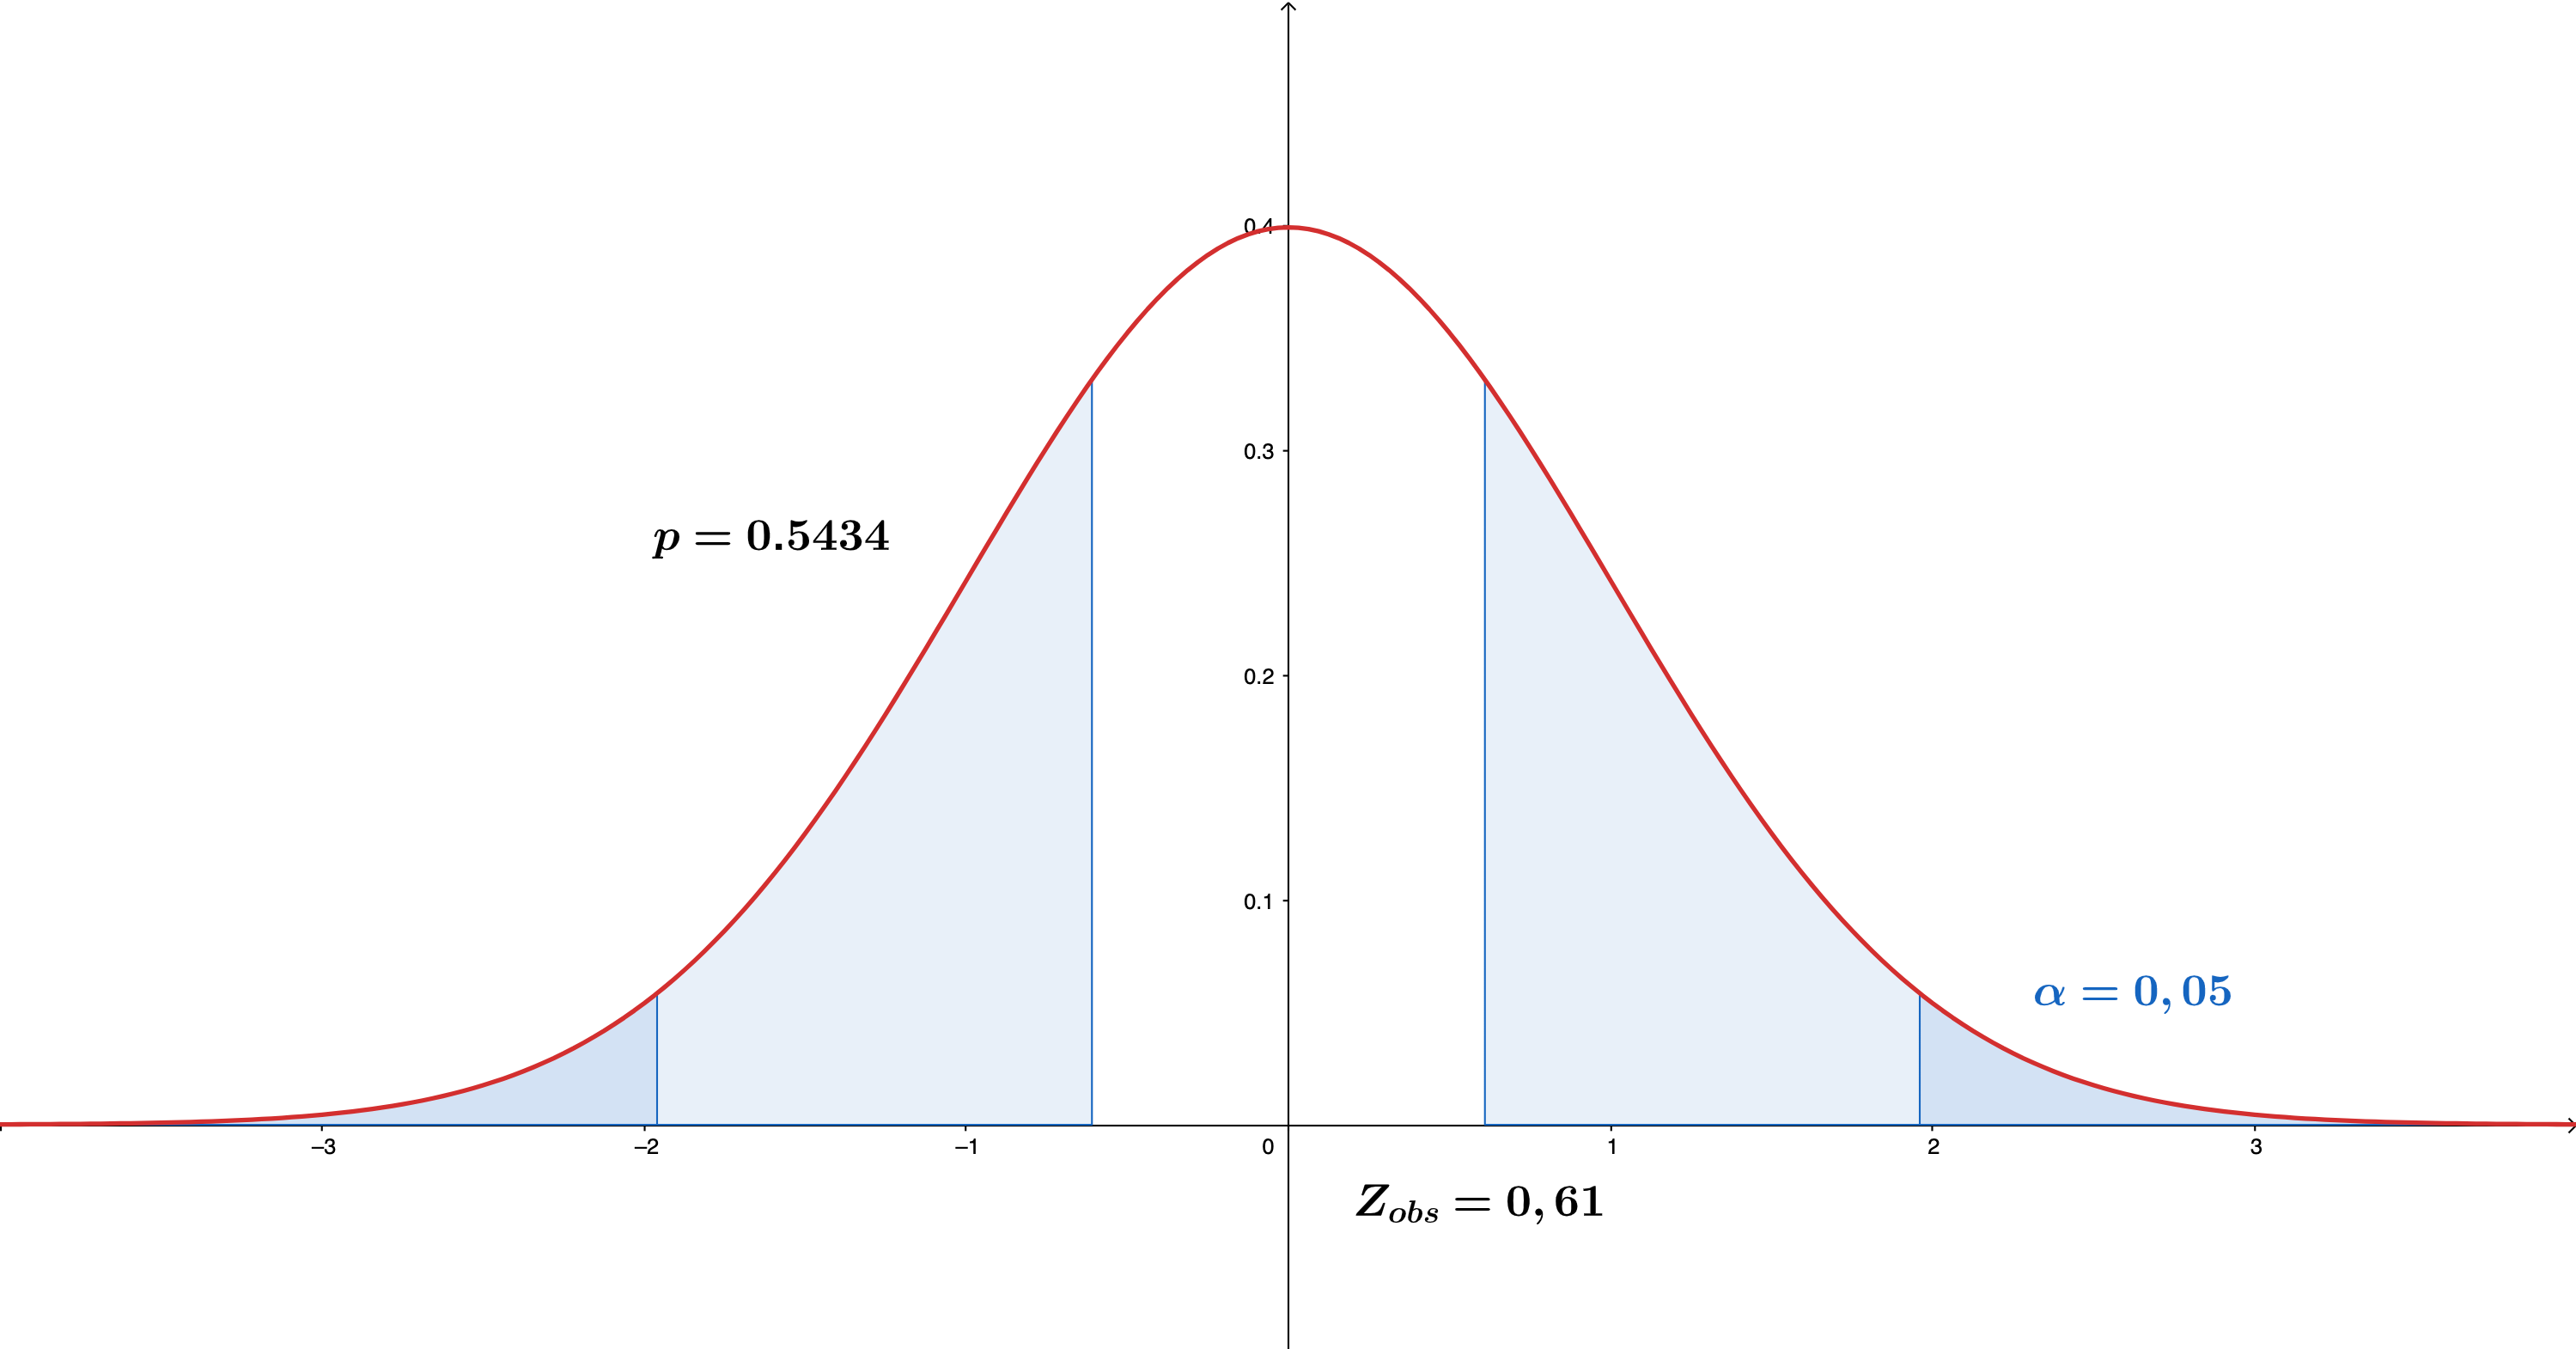 0.4
0.3
p = 0.5434
0.2
0.1
α = 0, 05
–3 –2 –1 0 1 2 3
Z_obs = 0, 61